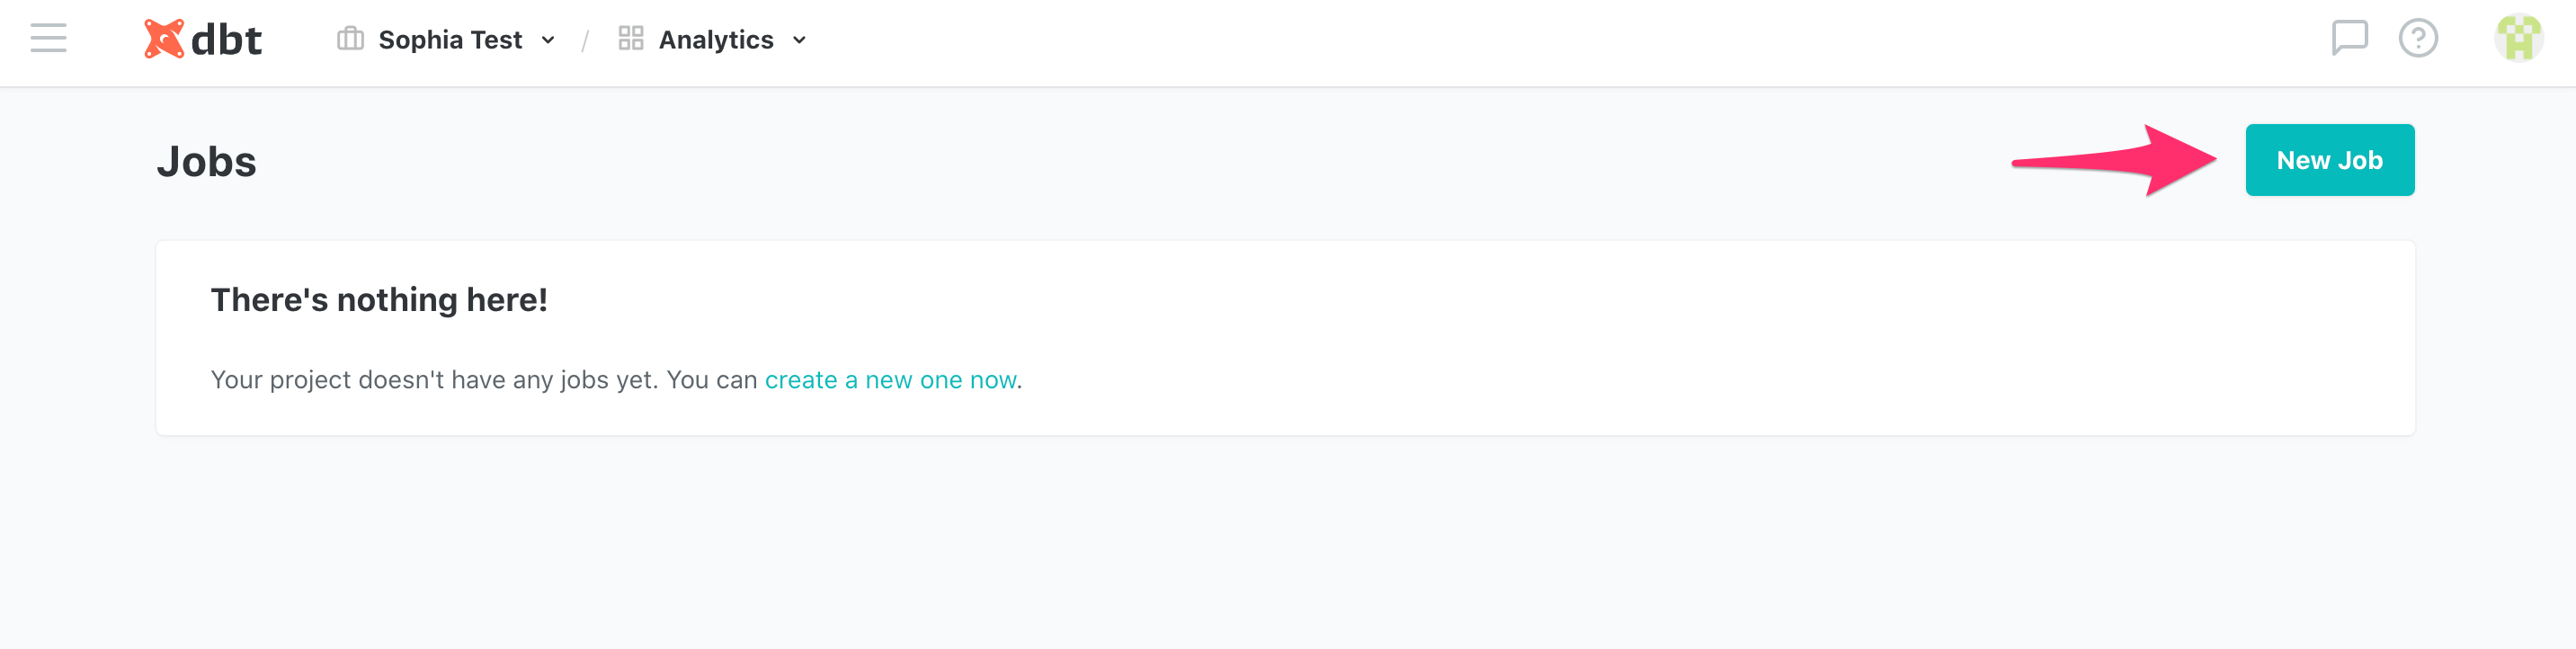 dbt Sophia Test / Analytics
Jobs
New Job
There's nothing here!
Your project doesn't have any jobs yet. You can create a new one now.